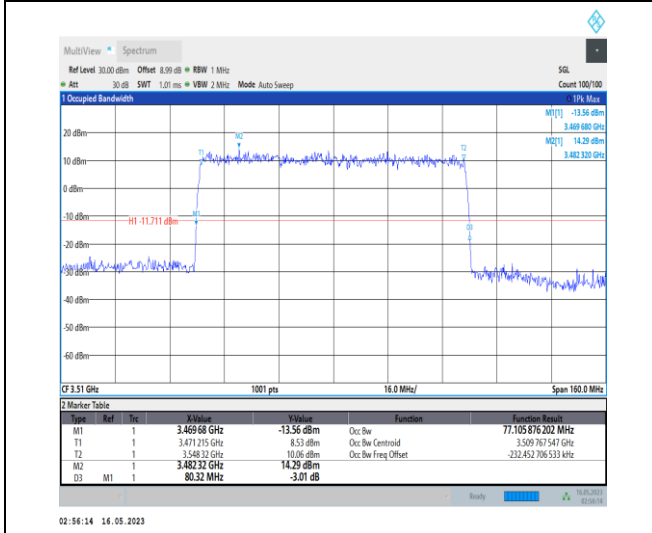 MultiView Spectrum
Ref Level 30.00 dBm Offset 8.99 dB RBW 1 MHz SGL
Att 30 dB SWT 1.01 ms VBW 2 MHz Mode Auto Sweep Count 100/100
1 Occupied Bandwidth 1Pk Max
M1[1] -13.56 dBm
3.469 680 GHz
M2[1] 14.29 dBm
3.482 320 GHz
20 dBm
M2
T1
T2
10 dBm
0 dBm
-10 dBm
M1
H1 -11.711 dBm
D3
-20 dBm
-30 dBm
-40 dBm
-50 dBm
-60 dBm
CF 3.51 GHz 1001 pts 16.0 MHz/ Span 160.0 MHz
2 Marker Table
Type Ref Trc X-Value Y-Value Function Function Result
M1 1 3.469 68 GHz -13.56 dBm Occ Bw 77.105 876 202 MHz
T1 1 3.471 215 GHz 8.53 dBm Occ Bw Centroid 3.509 767 547 GHz
T2 1 3.548 32 GHz 10.06 dBm Occ Bw Freq Offset -232.452 706 533 kHz
M2 1 3.482 32 GHz 14.29 dBm
D3 M1 1 80.32 MHz -3.01 dB
Ready 16.05.2023
02:56:14
02:56:14 16.05.2023